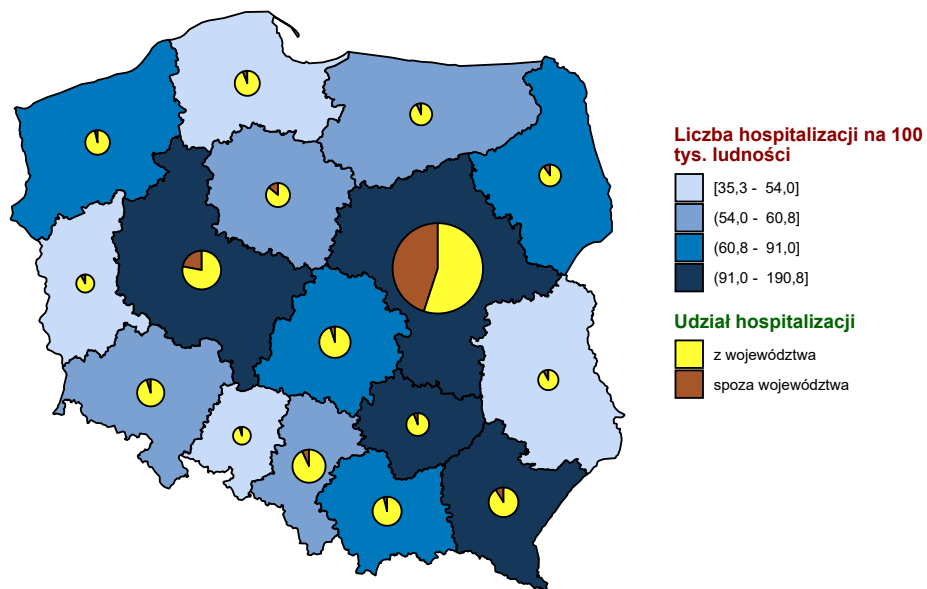 Liczba hospitalizacji na 100
tys. ludności
[35,3 - 54,0]
(54,0 - 60,8]
(60,8 - 91,0]
(91,0 - 190,8]
Udział hospitalizacji
z województwa
spoza województwa